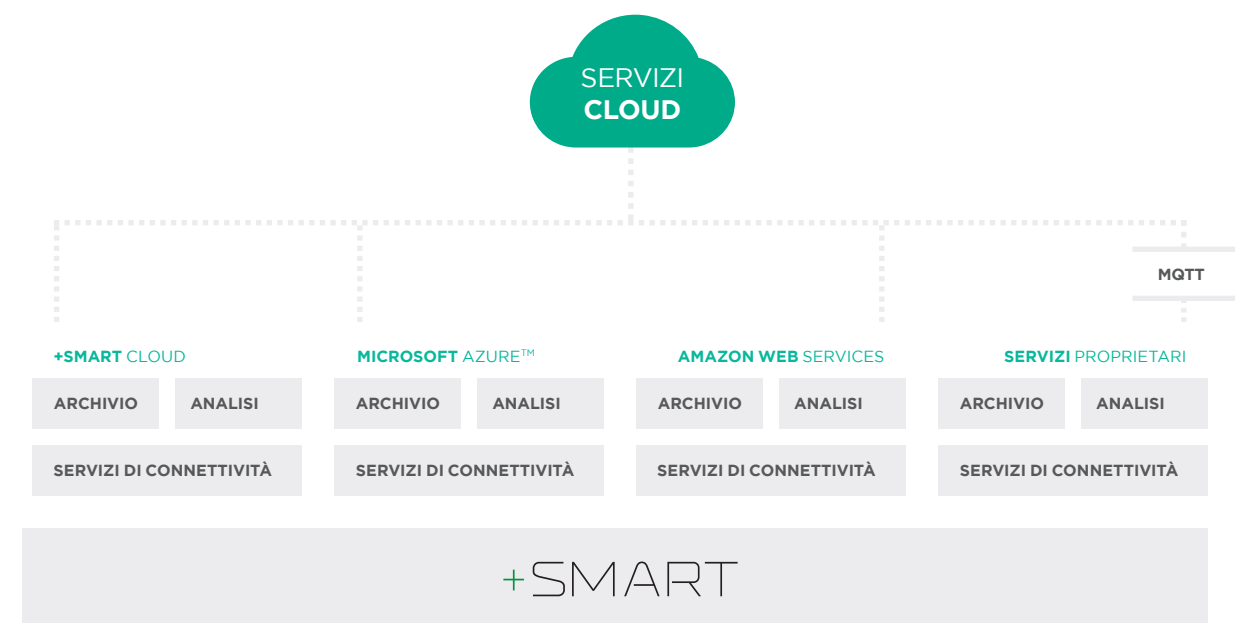 SERVIZI
CLOUD
MQTT
+SMART CLOUD
MICROSOFT AZURE™
AMAZON WEB SERVICES
SERVIZI PROPRIETARI
ARCHIVIO
ANALISI
ARCHIVIO
ANALISI
ARCHIVIO
ANALISI
ARCHIVIO
ANALISI
SERVIZI DI CONNETTIVITÀ
SERVIZI DI CONNETTIVITÀ
SERVIZI DI CONNETTIVITÀ
SERVIZI DI CONNETTIVITÀ
+SMART